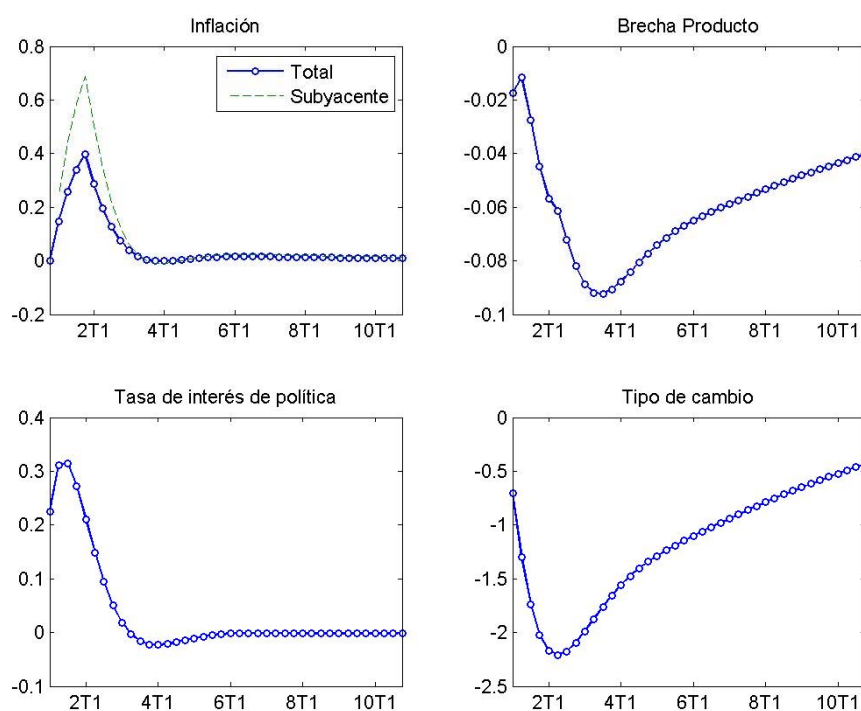 Inflación
0.8
0.6
0.4
0.2
0
-0.2
2T1 4T1 6T1 8T1 10T1
Total
Subyacente
Brecha Producto
0
-0.02
-0.04
-0.06
-0.08
-0.1
2T1 4T1 6T1 8T1 10T1
Tasa de interés de política
0.4
0.3
0.2
0.1
0
-0.1
2T1 4T1 6T1 8T1 10T1
Tipo de cambio
0
-0.5
-1
-1.5
-2
-2.5
2T1 4T1 6T1 8T1 10T1